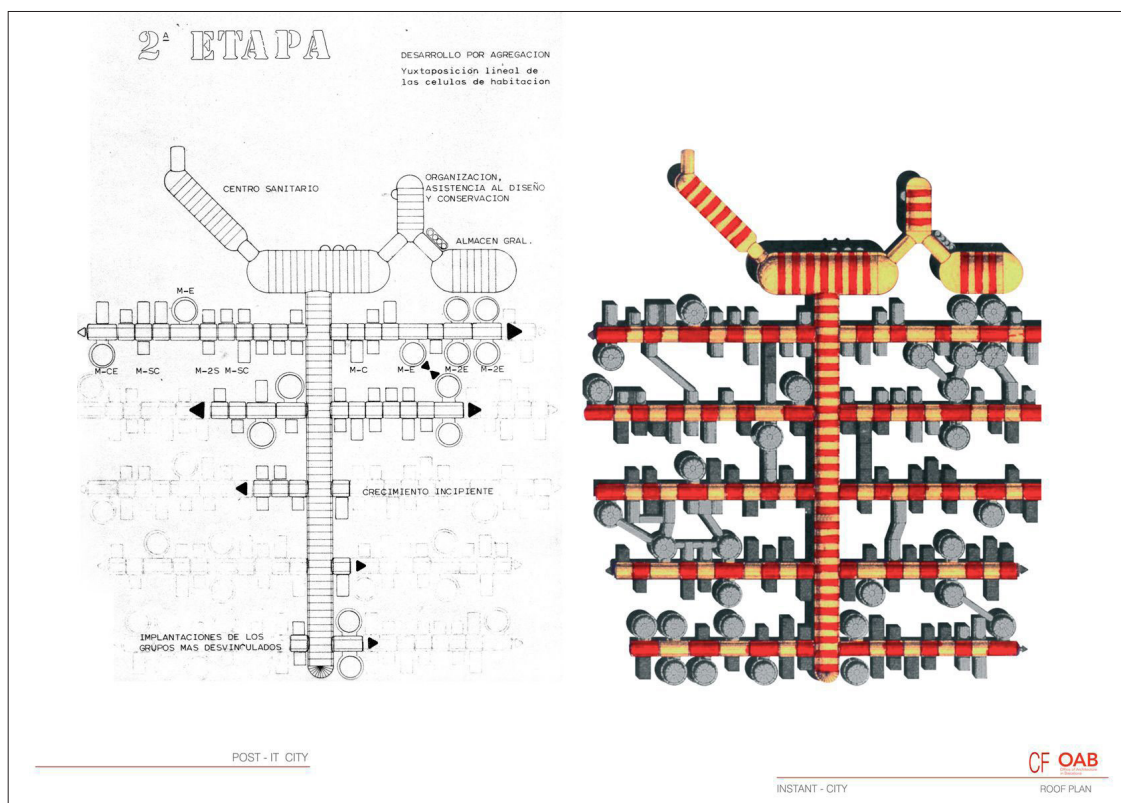 2ª ETAPA
DESARROLLO POR AGREGACION
Yuxtaposición lineal de
las celulas de habitacion
CENTRO SANITARIO
ORGANIZACION,
ASISTENCIA AL DISEÑO
Y CONSERVACION
ALMACEN GRAL.
M-E
M-CE
M-SC
M-2S
M-SC
M-C
M-E
M-2E
M-2E
CRECIMIENTO INCIPIENTE
IMPLANTACIONES DE LOS
GRUPOS MAS DESVINCULADOS
POST - IT CITY
CF OAB
INSTANT - CITY
ROOF PLAN